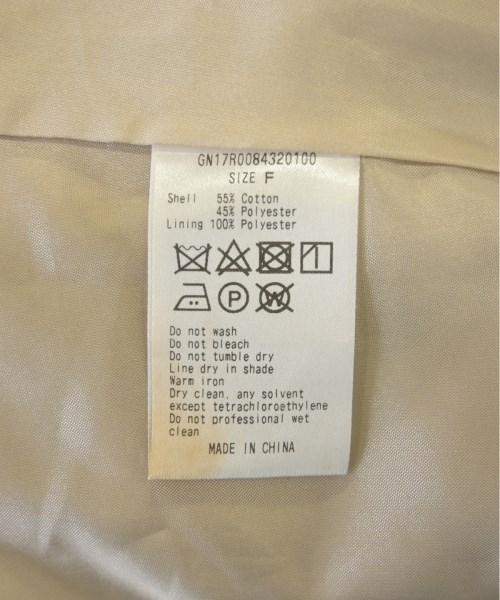 GN17R0084320100
SIZE F
Shell 55% Cotton
45% Polyester
Lining 100% Polyester
P W
Do not wash
Do not bleach
Do not tumble dry
Line dry in shade
Warm iron
Dry clean, any solvent
except tetrachloroethylene
Do not professional wet
clean
MADE IN CHINA